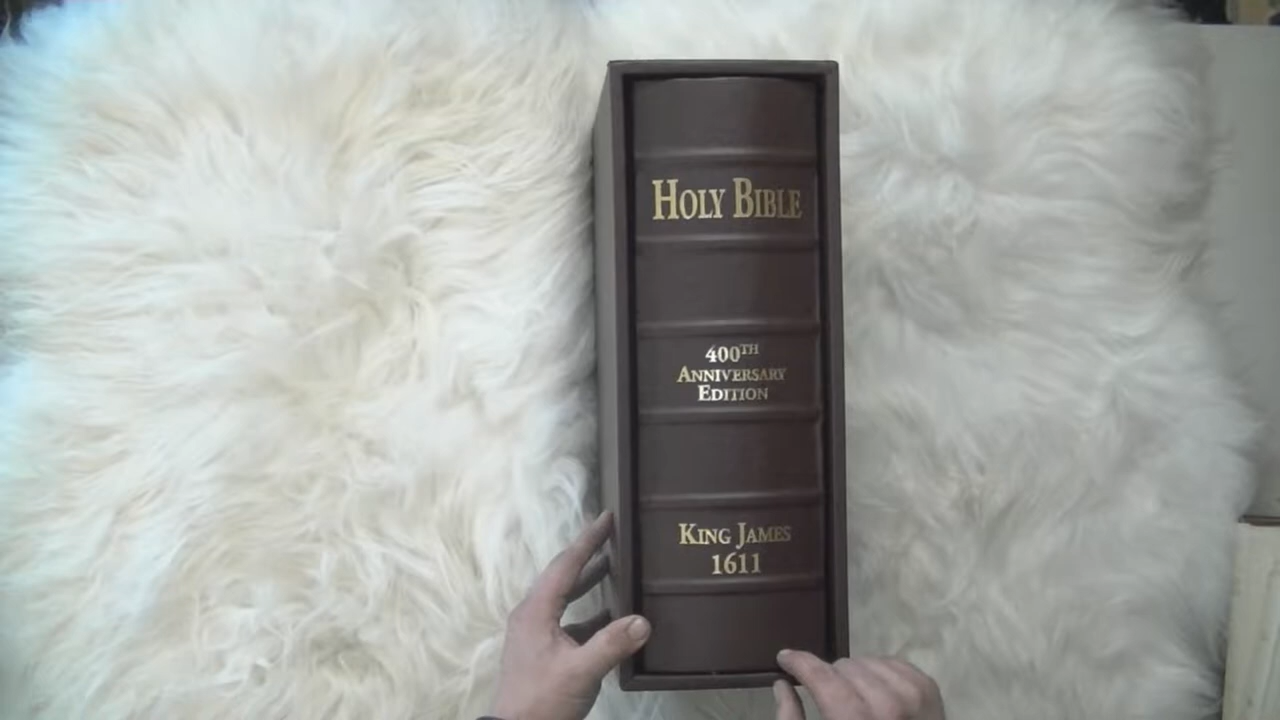 HOLY BIBLE
400TH
ANNIVERSARY
EDITION
KING JAMES
1611